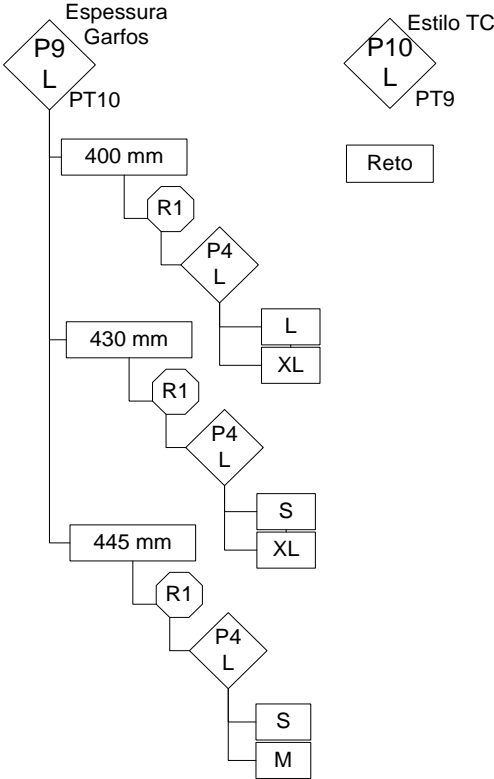 Espessura
Garfos
P9
L
PT10
400 mm
R1
P4
L
L
XL
430 mm
R1
P4
L
S
XL
445 mm
R1
P4
L
S
M
Estilo TC
P10
L
PT9
Reto